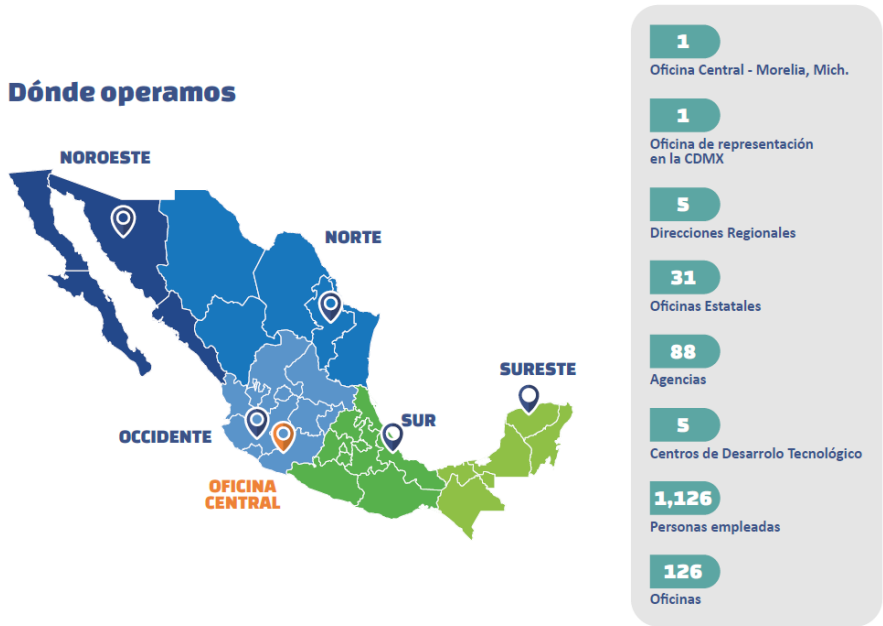 Dónde operamos
NOROESTE
NORTE
SURESTE
OCCIDENTE
SUR
OFICINA
CENTRAL
1
Oficina Central - Morelia, Mich.
1
Oficina de representación
en la CDMX
5
Direcciones Regionales
31
Oficinas Estatales
88
Agencias
5
Centros de Desarrollo Tecnológico
1,126
Personas empleadas
126
Oficinas